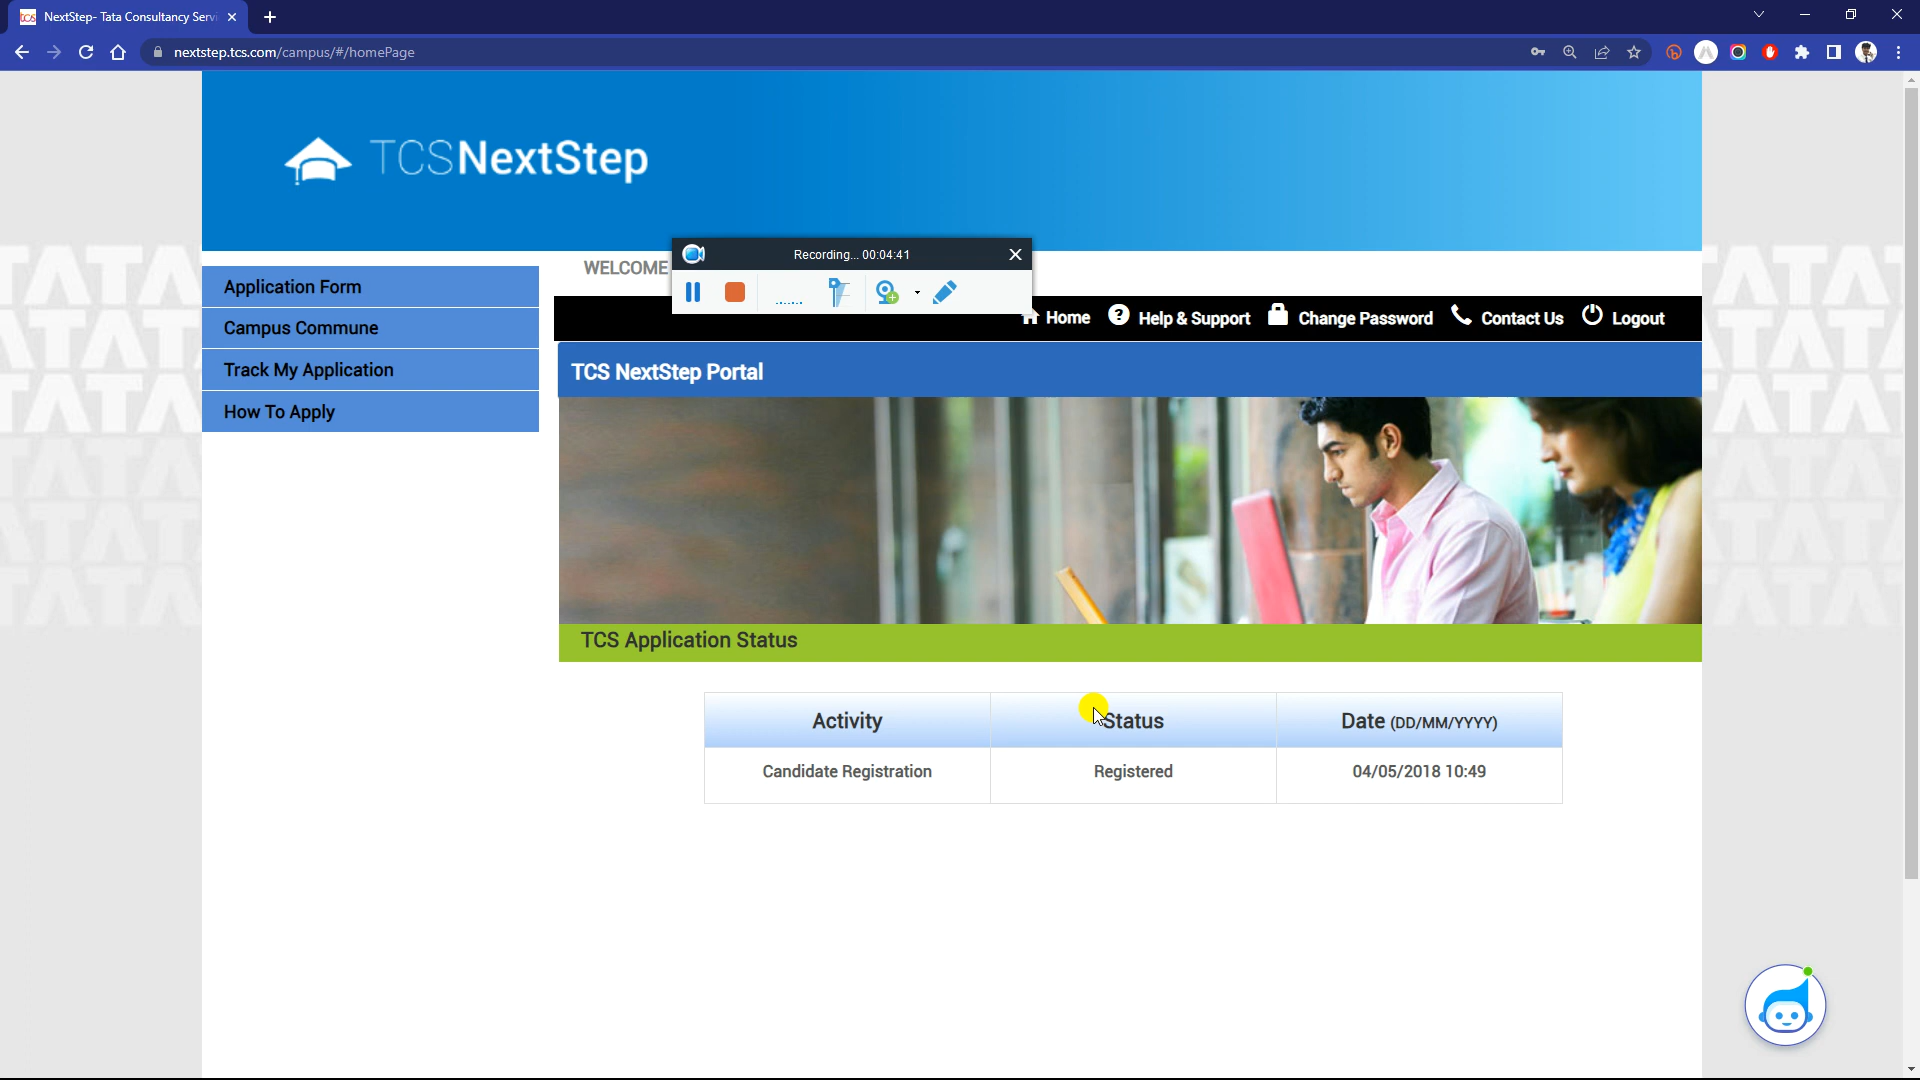 NextStep- Tata Consultancy Servi
nextstep.tcs.com/campus/#/homePage
TCSNextStep
Recording... 00:04:41
WELCOME
Application Form
Campus Commune
Track My Application
How To Apply
Home Help & Support Change Password Contact Us Logout
TCS NextStep Portal
TCS Application Status
Activity Status Date (DD/MM/YYYY)
Candidate Registration Registered 04/05/2018 10:49